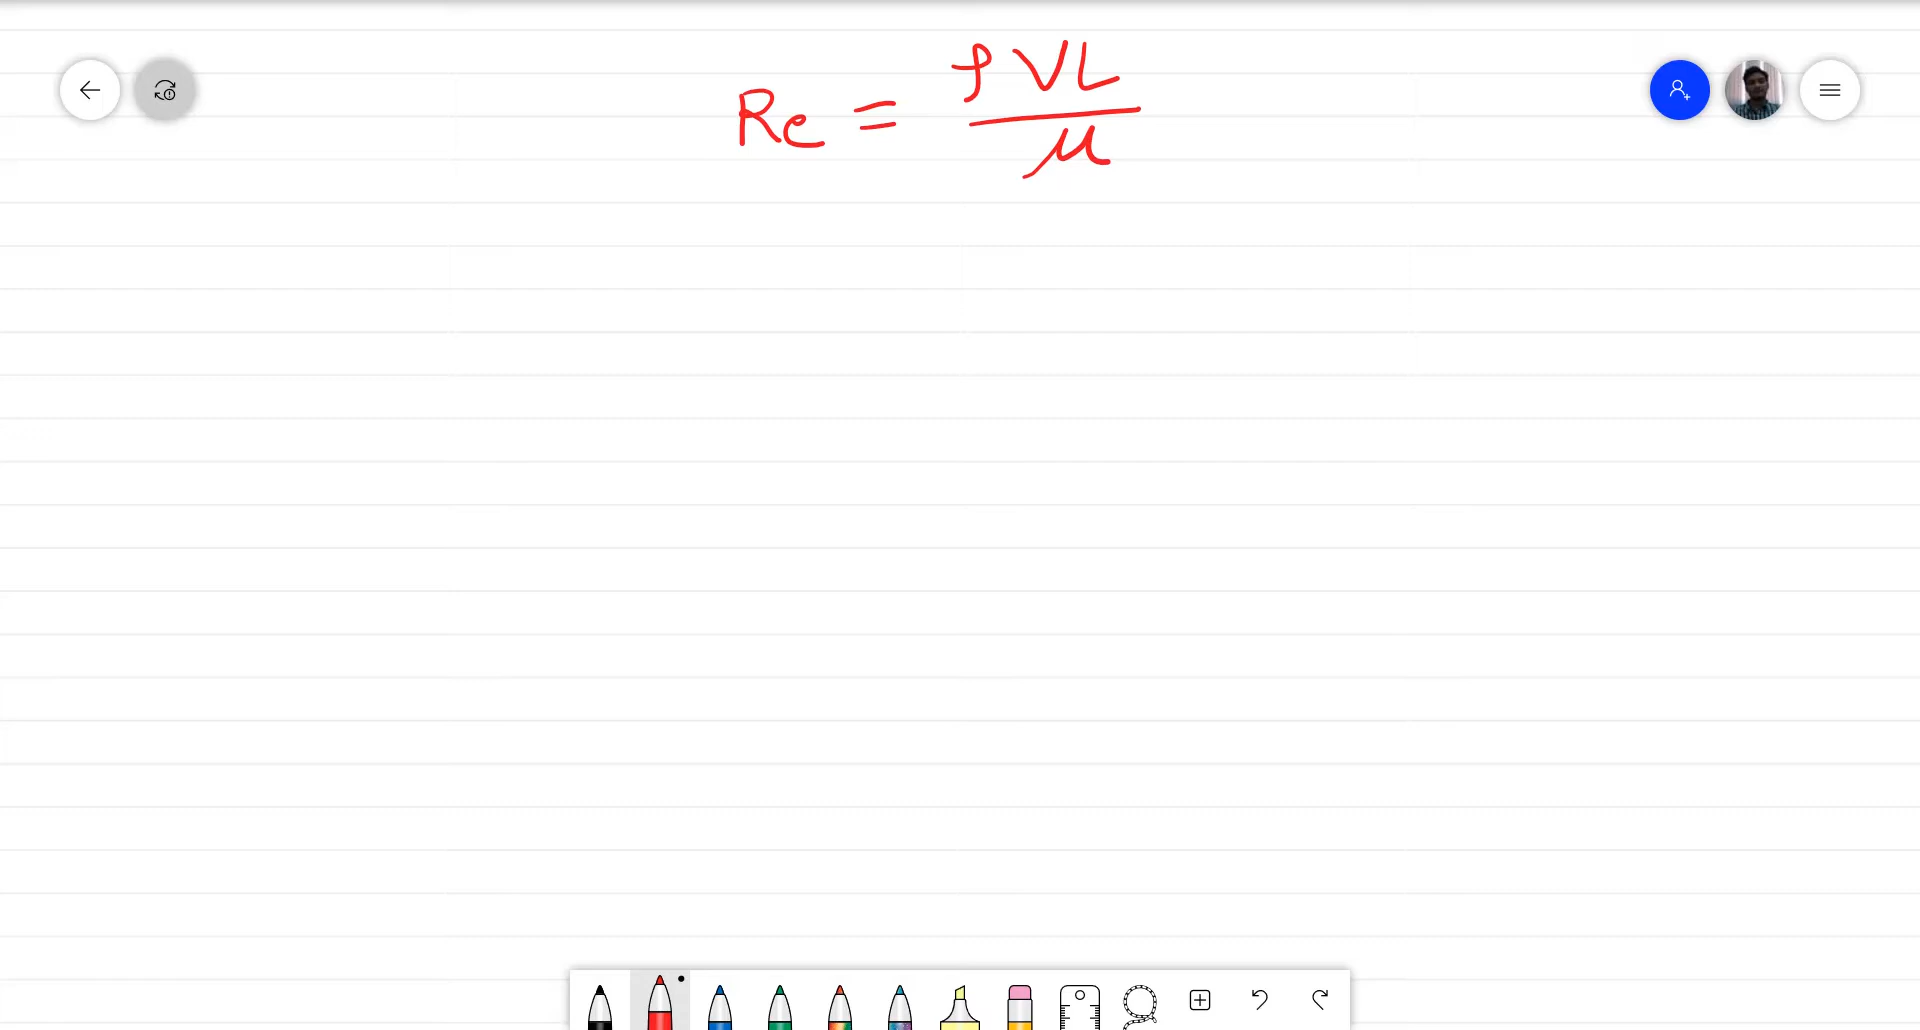 Re = ρVL / μ